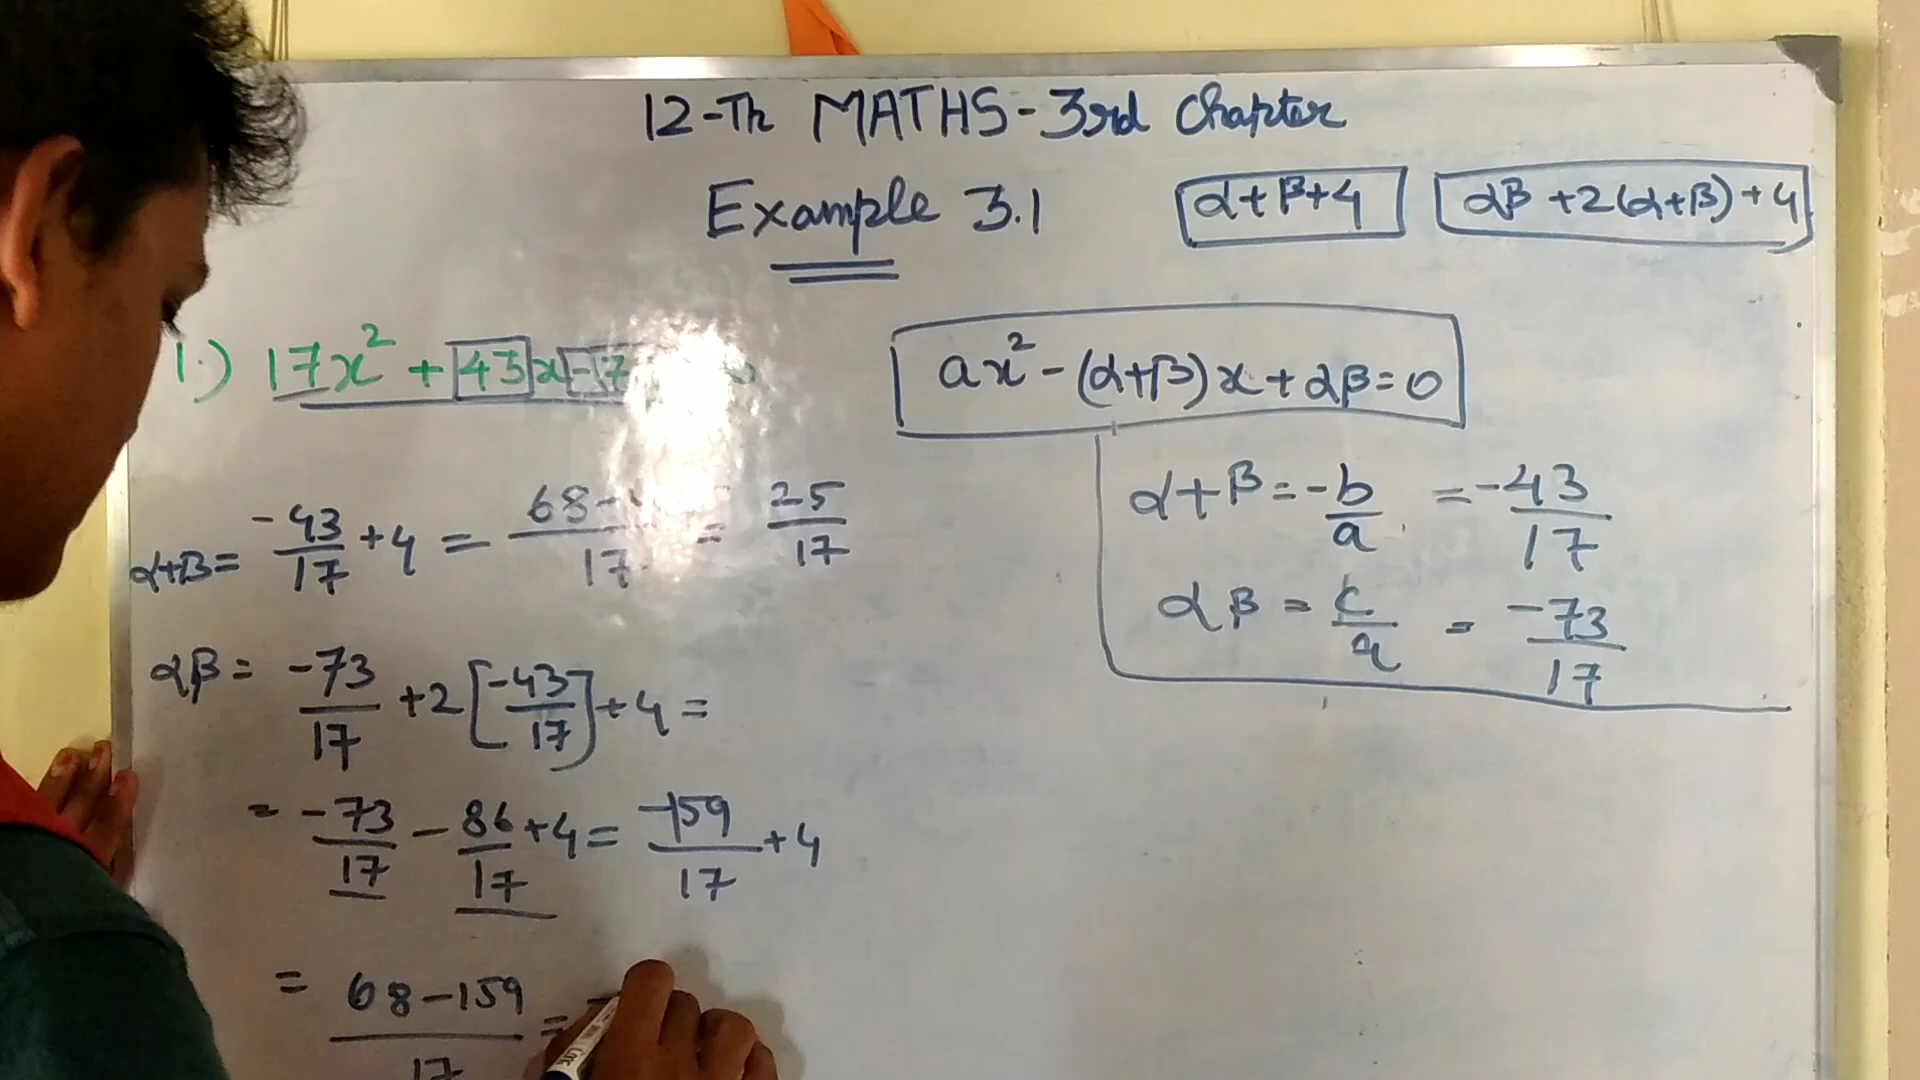 12-Th MATHS-3rd Chapter
Example 3.1
α+β+4
αβ+2(α+β)+4
1.) 17x² + 43x-7
ax²-(α+β)x+αβ=0
α+β = -b/a = -43/17
αβ = c/a = -73/17
α+β = -43/17 + 4 = 68-/17 = 25/17
αβ = -73/17 + 2[-43/17] + 4 =
= -73/17 - 86/17 + 4 = -159/17 + 4
= 68-159/17 =